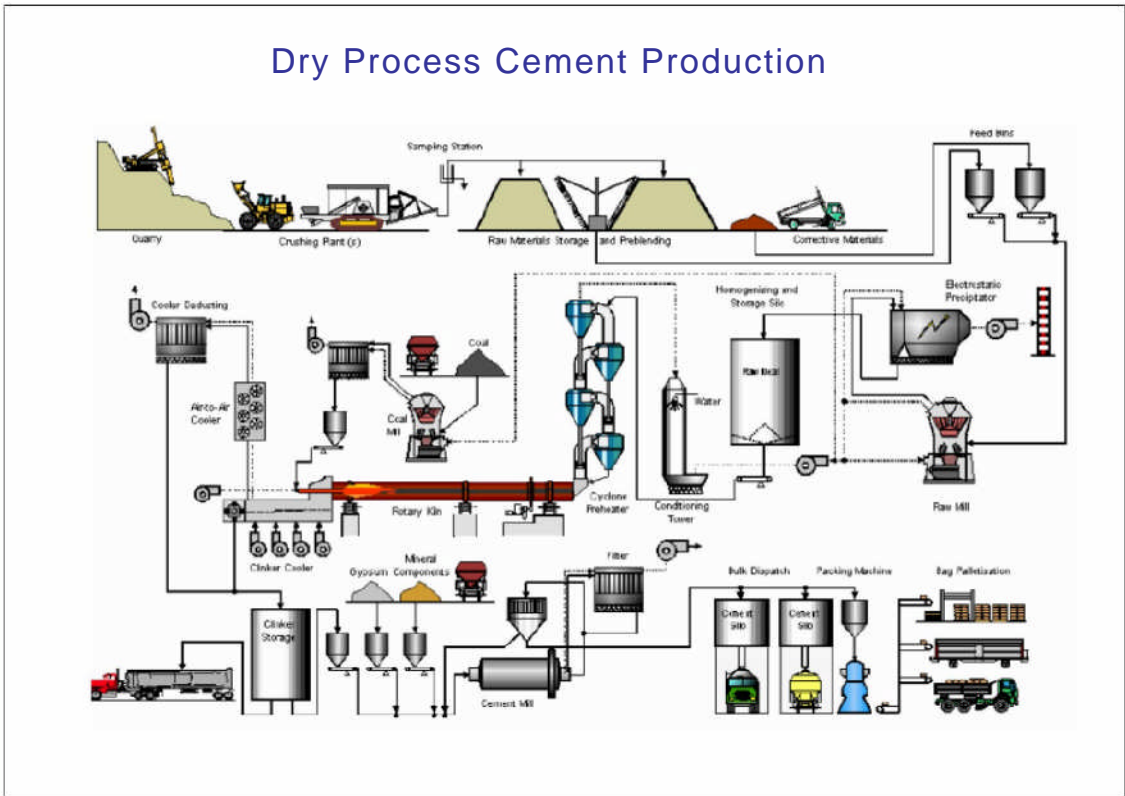 Dry Process Cement Production
Feed Bins
Sampling Station
Quarry
Crushing Plant (s)
Raw Materials Storage and Preblending
Corrective Materials
Cooler Dedusting
Homogenizing and
Storage Silo
Electrostatic
Precipitator
Coal
Raw Meal
Air-to-Air
Cooler
Coal
Mill
Water
Rotary Kiln
Cyclone
Preheater
Conditioning
Tower
Raw Mill
Clinker Cooler
Mineral
Gypsum Components
Filter
Bulk Dispatch
Packing Machine
Bag Palletization
Clinker
Storage
Cement
Silo
Cement
Silo
Cement Mill